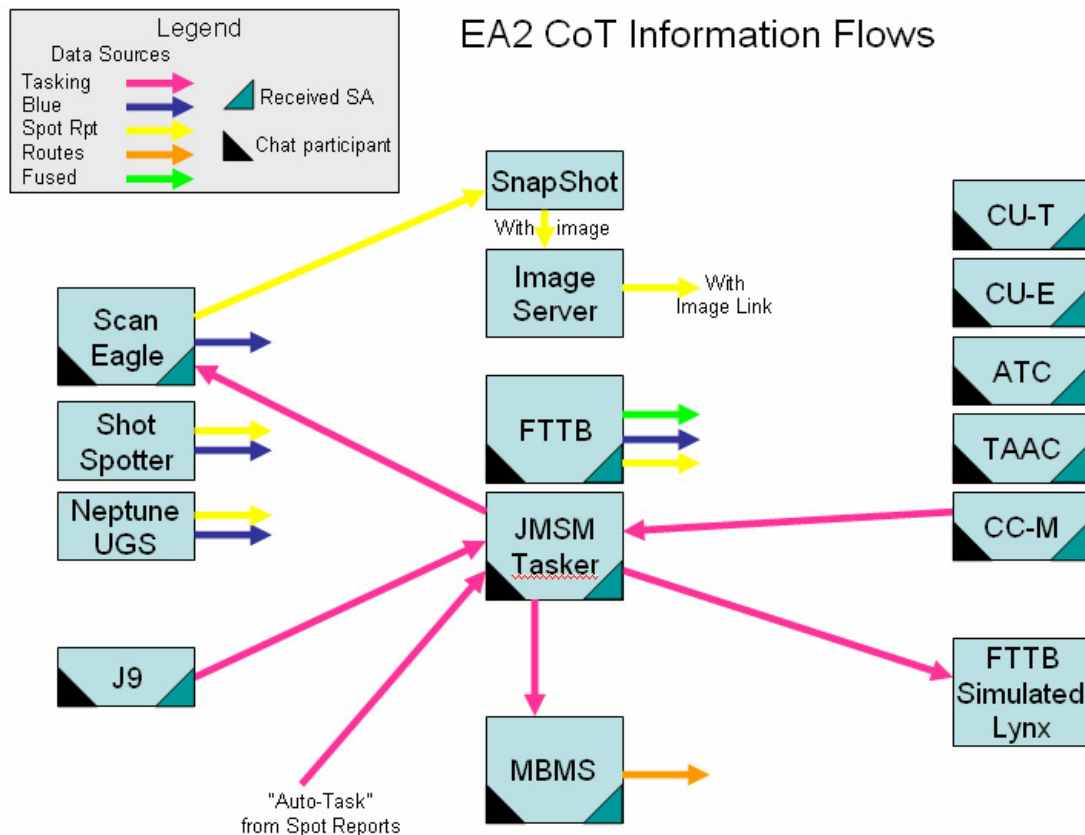 EA2 CoT Information Flows
Legend
Data Sources
Tasking
Blue
Spot Rpt
Routes
Fused
Received SA
Chat participant
SnapShot
With image
Image
Server
With
Image Link
Scan
Eagle
Shot
Spotter
Neptune
UGS
J9
FTTB
JMSM
Tasker
MBMS
"Auto-Task"
from Spot Reports
CU-T
CU-E
ATC
TAAC
CC-M
FTTB
Simulated
Lynx